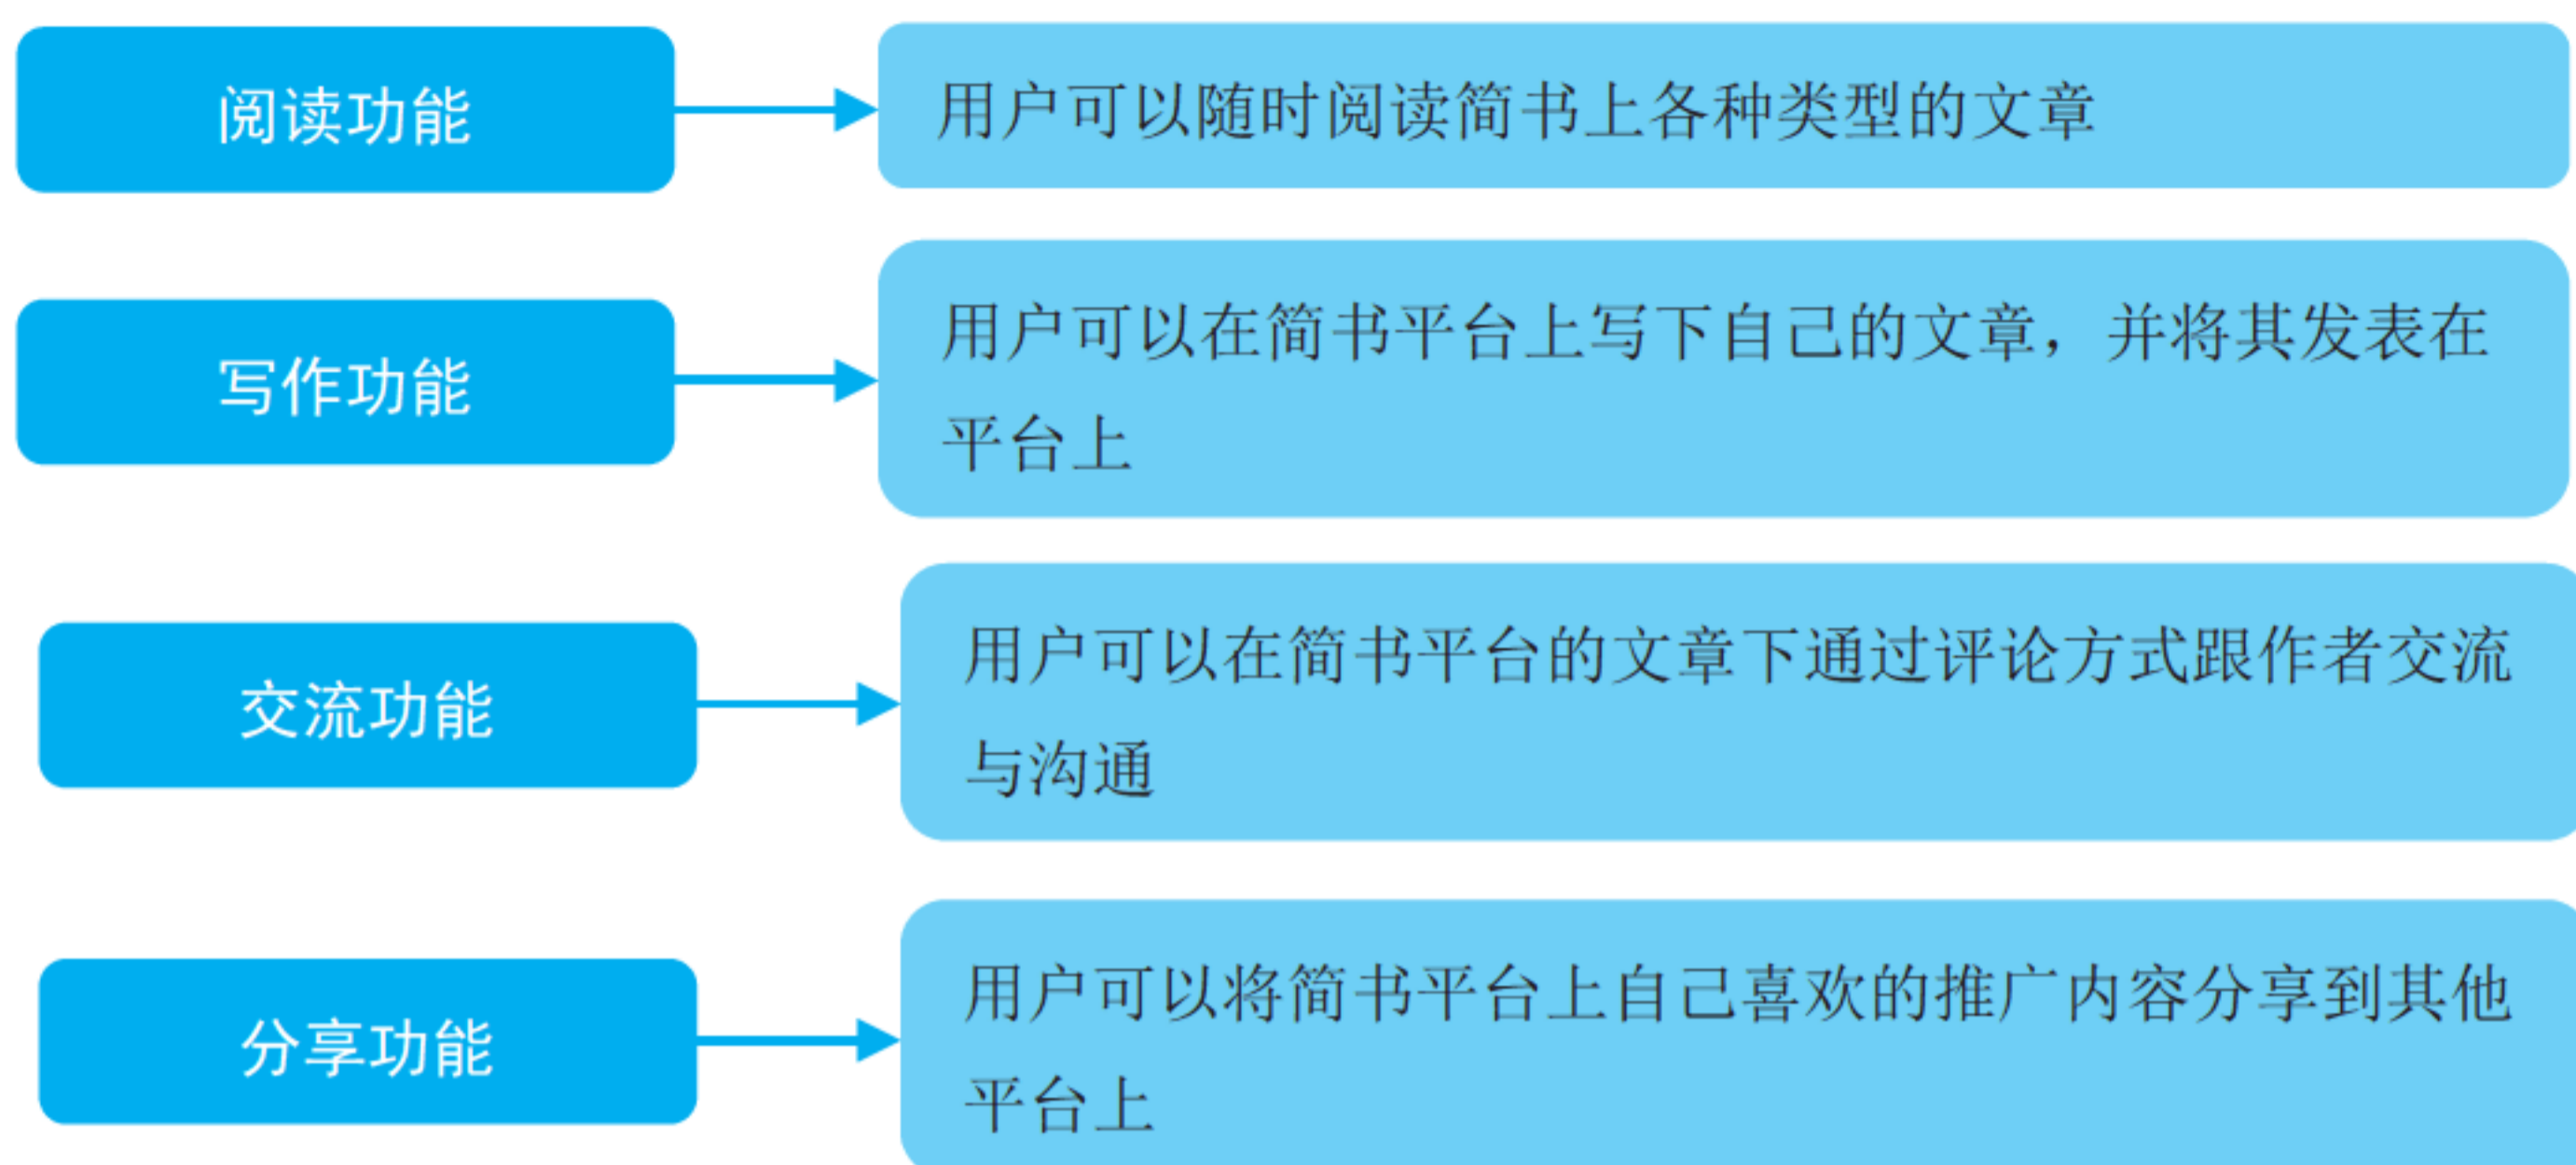 阅读功能
用户可以随时阅读简书上各种类型的文章
写作功能
用户可以在简书平台上写下自己的文章，并将其发表在
平台上
交流功能
用户可以在简书平台的文章下通过评论方式跟作者交流
与沟通
分享功能
用户可以将简书平台上自己喜欢的推广内容分享到其他
平台上